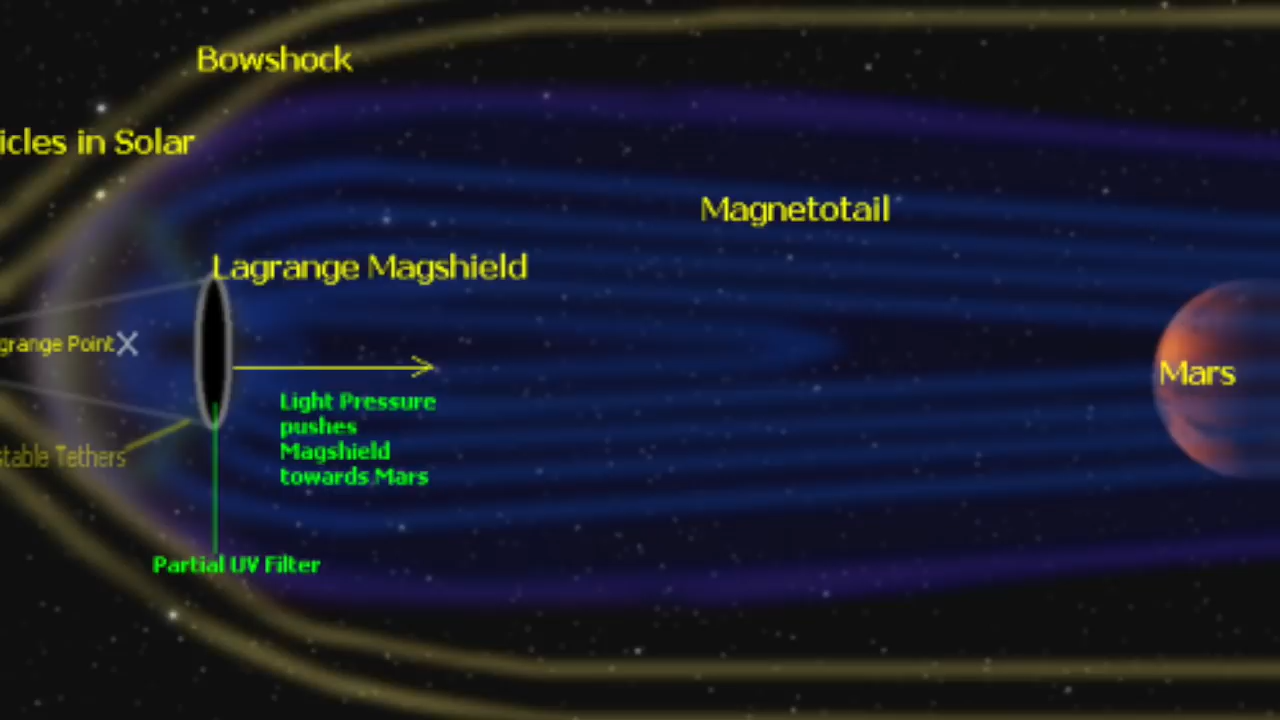 Bowshock
icles in Solar
Magnetotail
Lagrange Magshield
grange Point
Mars
Light Pressure
pushes
Magshield
towards Mars
stable Tethers
Partial UV Filter